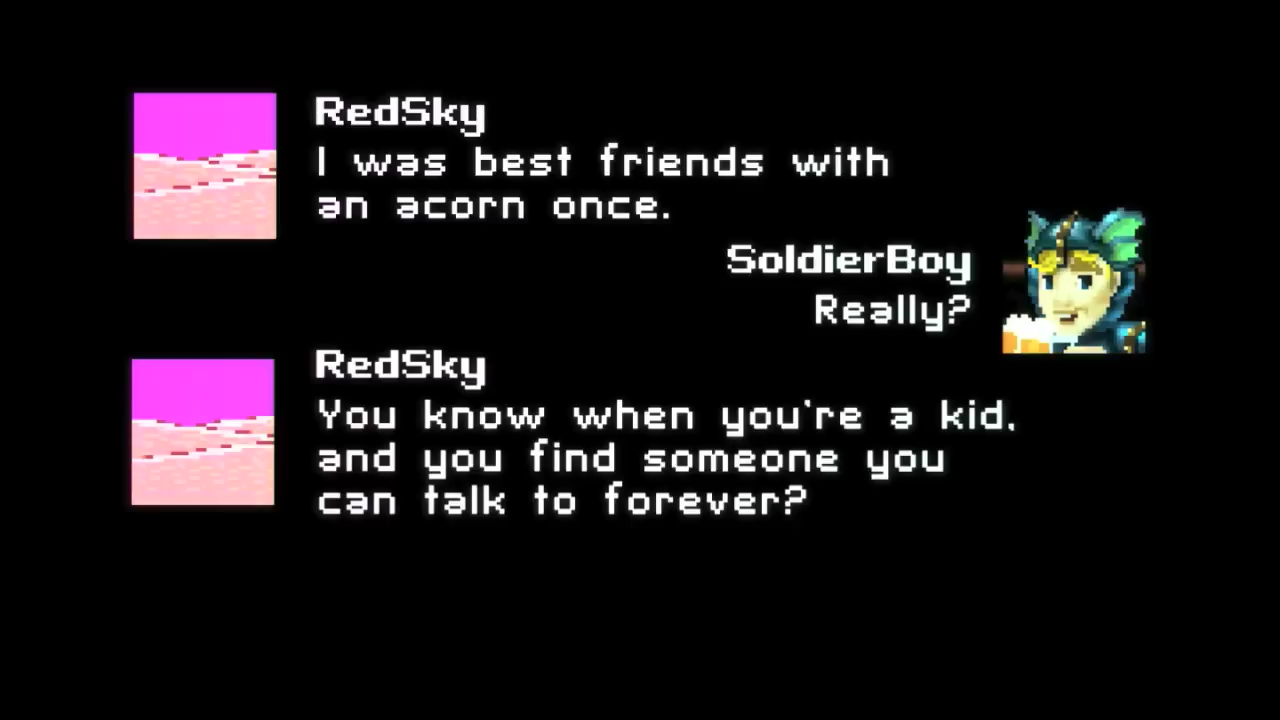 RedSky
I was best friends with
an acorn once.
SoldierBoy
Really?
RedSky
You know when you're a kid,
and you find someone you
can talk to forever?